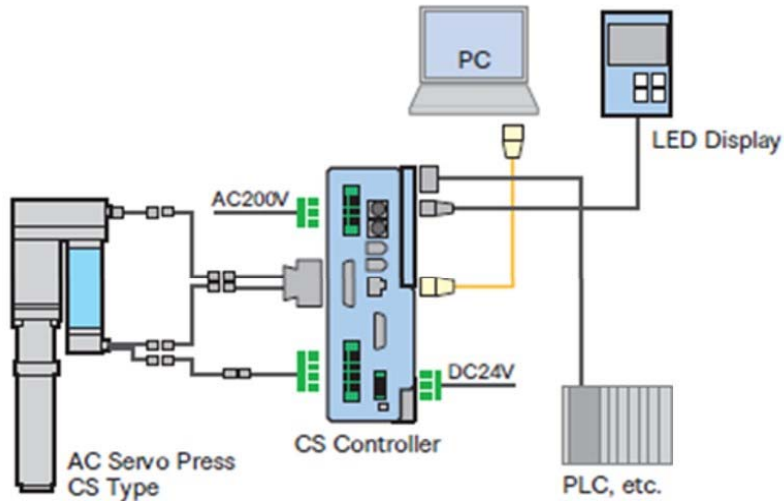 PC
LED Display
AC200V
DC24V
CS Controller
AC Servo Press
CS Type
PLC, etc.